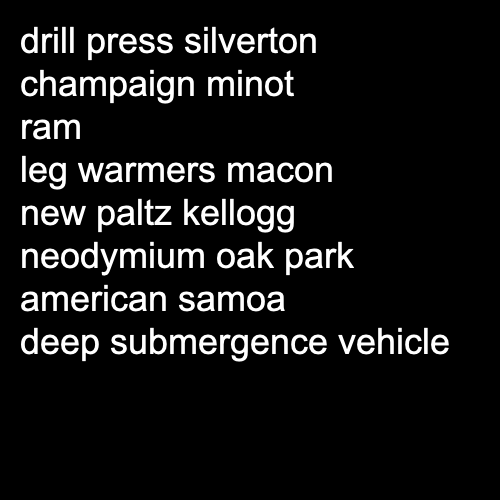 drill press silverton
champaign minot
ram
leg warmers macon
new paltz kellogg
neodymium oak park
american samoa
deep submergence vehicle